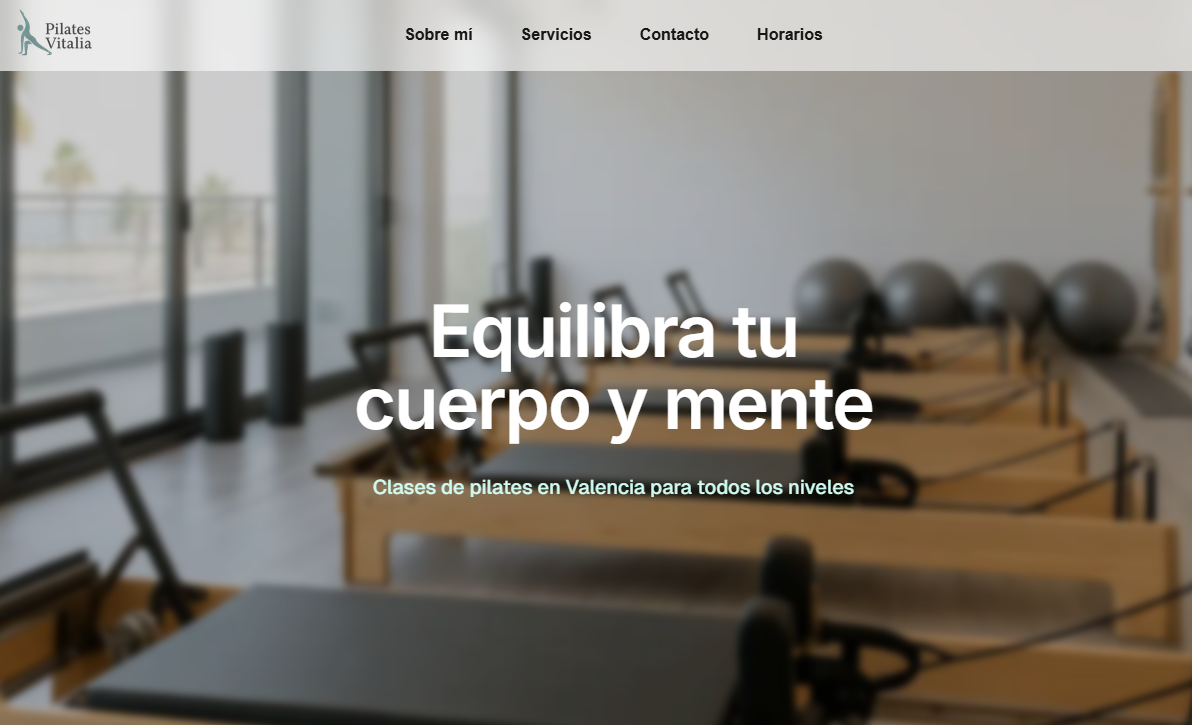 Pilates
Vitalia
Sobre mí Servicios Contacto Horarios
Equilibra tu
cuerpo y mente
Clases de pilates en Valencia para todos los niveles